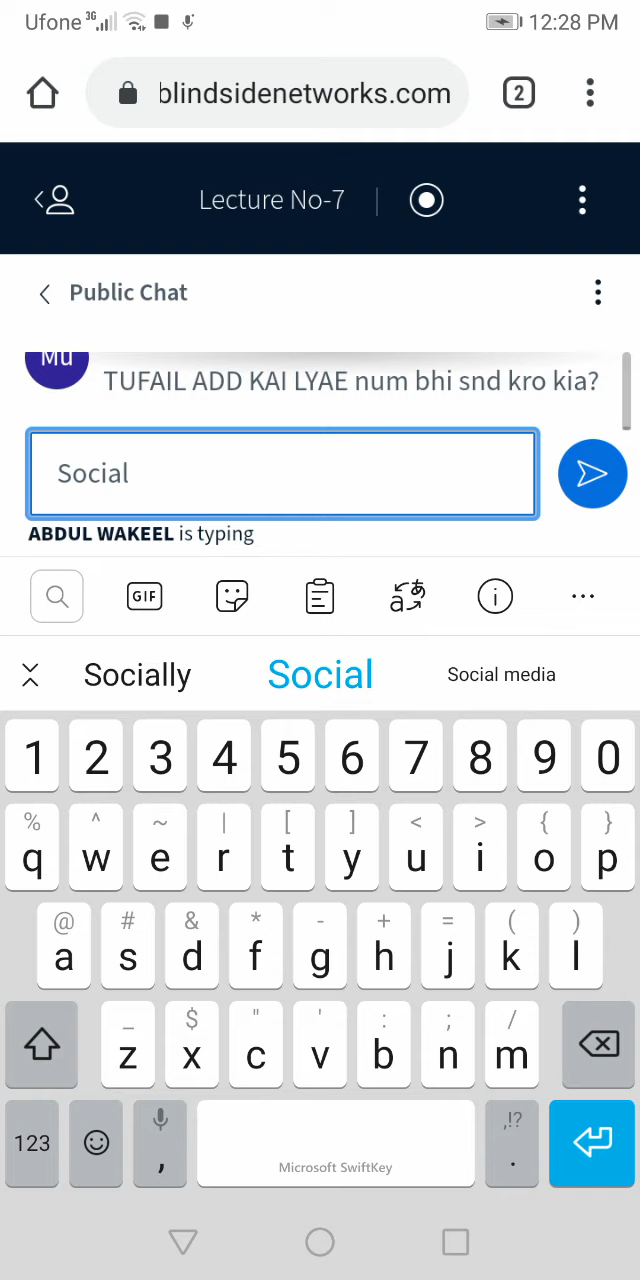 Ufone 3G 12:28 PM
blindsidenetworks.com 2
Lecture No-7
Public Chat
Mu
TUFAIL ADD KAI LYAE num bhi snd kro kia?
Social
ABDUL WAKEEL is typing
GIF
Socially Social Social media
1 2 3 4 5 6 7 8 9 0
% ^ ~ | [ ] < > { }
q w e r t y u i o p
@ # & * - + = ( )
a s d f g h j k l
_ $ " ' : ; /
z x c v b n m
,!?
123 , Microsoft SwiftKey .